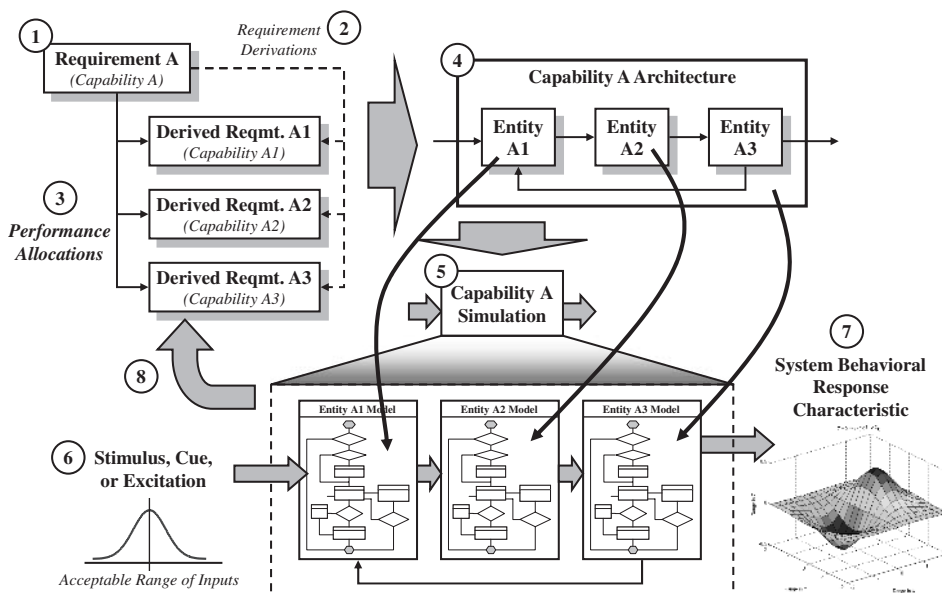 1
Requirement A
(Capability A)
Requirement
Derivations
2
Derived Reqmt. A1
(Capability A1)
Derived Reqmt. A2
(Capability A2)
Derived Reqmt. A3
(Capability A3)
3
Performance
Allocations
4
Capability A Architecture
Entity
A1
Entity
A2
Entity
A3
5
Capability A
Simulation
8
7
System Behavioral
Response
Characteristic
Entity A1 Model
Entity A2 Model
Entity A3 Model
6
Stimulus, Cue,
or Excitation
Acceptable Range of Inputs